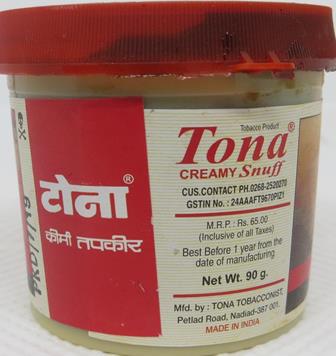 टोना®
क्रीमी तपकीर
Tobacco Product
Tona®
CREAMY Snuff
CUS.CONTACT PH.0268-2520270
GSTIN No. : 24AAAFT9670PIZ1
M.R.P.: Rs. 65.00
(Inclusive of all Taxes)
Best Before 1 year from the
date of manufacturing
Net Wt. 90 g.
Mfd. by : TONA TOBACCONIST,
Petlad Road, Nadiad-387 001.
MADE IN INDIA